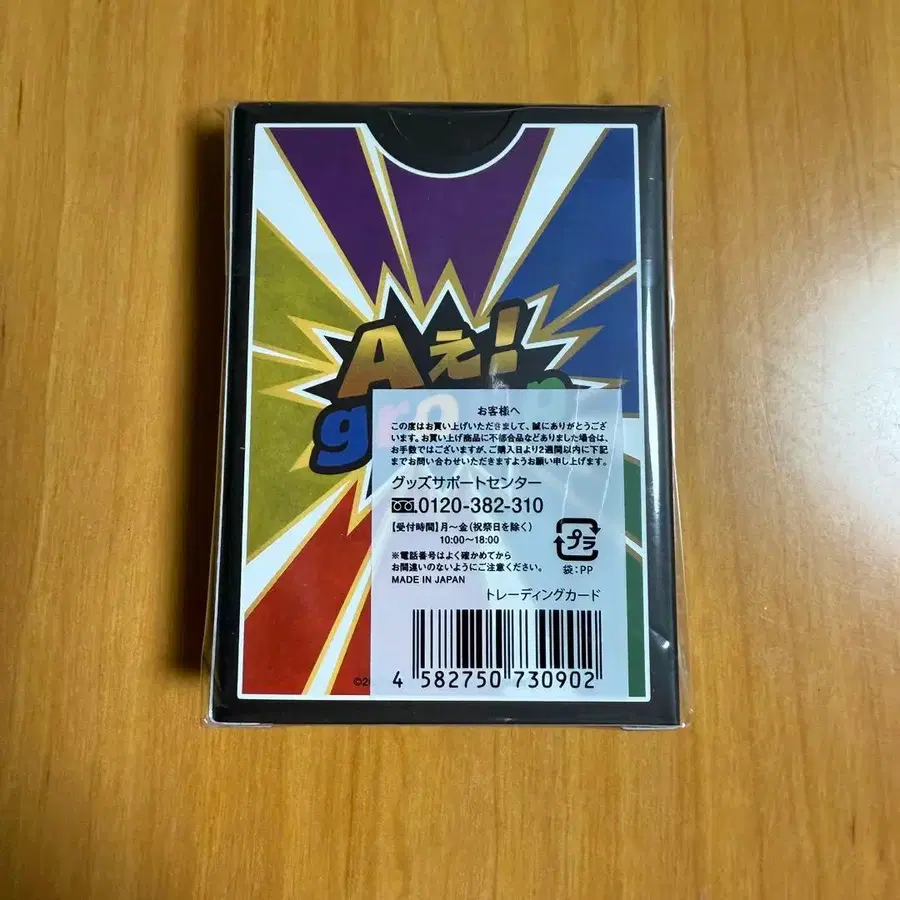 Aぇ!
group
お客様へ
この度はお買い上げいただきまして、誠にありがとうござ
います。お買い上げ商品に不都合品などありました場合は、
お手数ではございますが、ご購入日より2週間以内に下記
までお問い合わせいただきますようお願い申し上げます。
グッズサポートセンター
0120-382-310
【受付時間】月〜金(祝祭日を除く)
10:00〜18:00
※電話番号はよく確かめてから
お間違いのないようにご注意ください。
MADE IN JAPAN
プラ
袋:PP
トレーディングカード
4 582750 730902